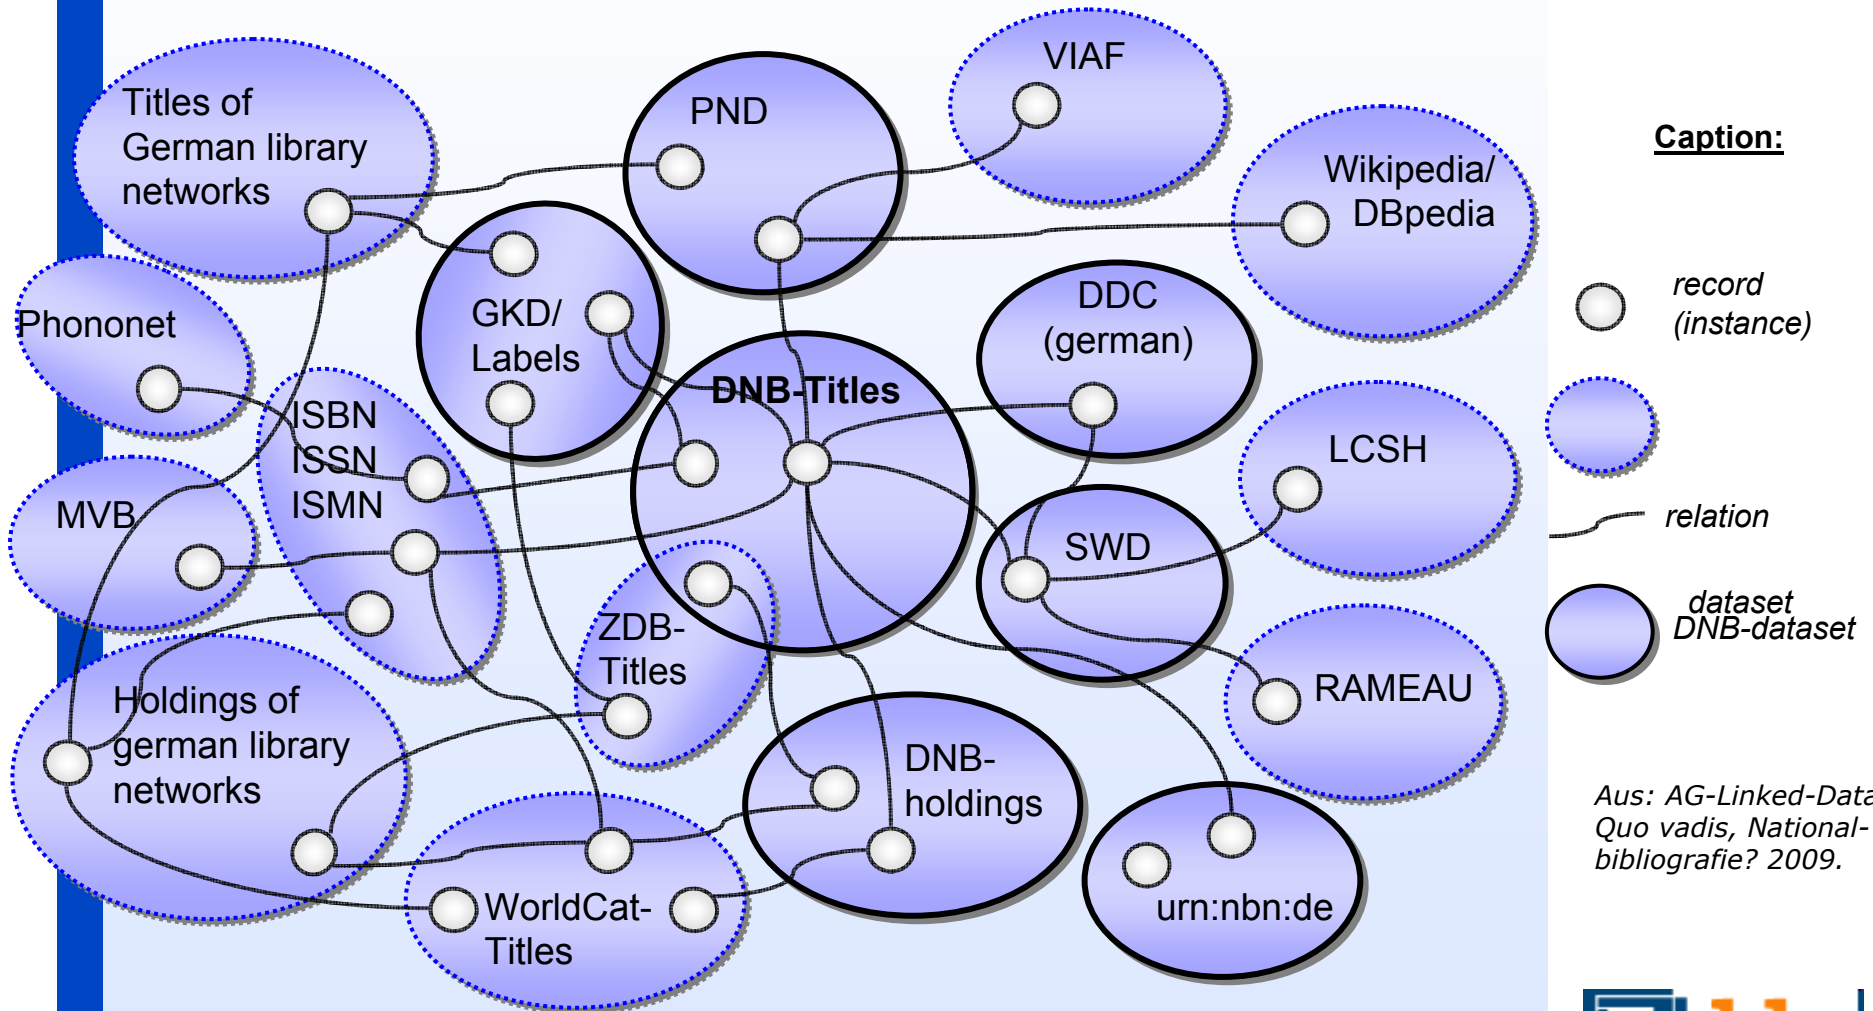 Titles of
German library
networks
PND
VIAF
Wikipedia/
DBpedia
Phononet
GKD/
Labels
DDC
(german)
DNB-Titles
ISBN
ISSN
ISMN
LCSH
MVB
SWD
ZDB-
Titles
RAMEAU
Holdings of
german library
networks
DNB-
holdings
WorldCat-
Titles
urn:nbn:de
Caption:
record
(instance)
relation
dataset
DNB-dataset
Aus: AG-Linked-Data
Quo vadis, National-
bibliografie? 2009.